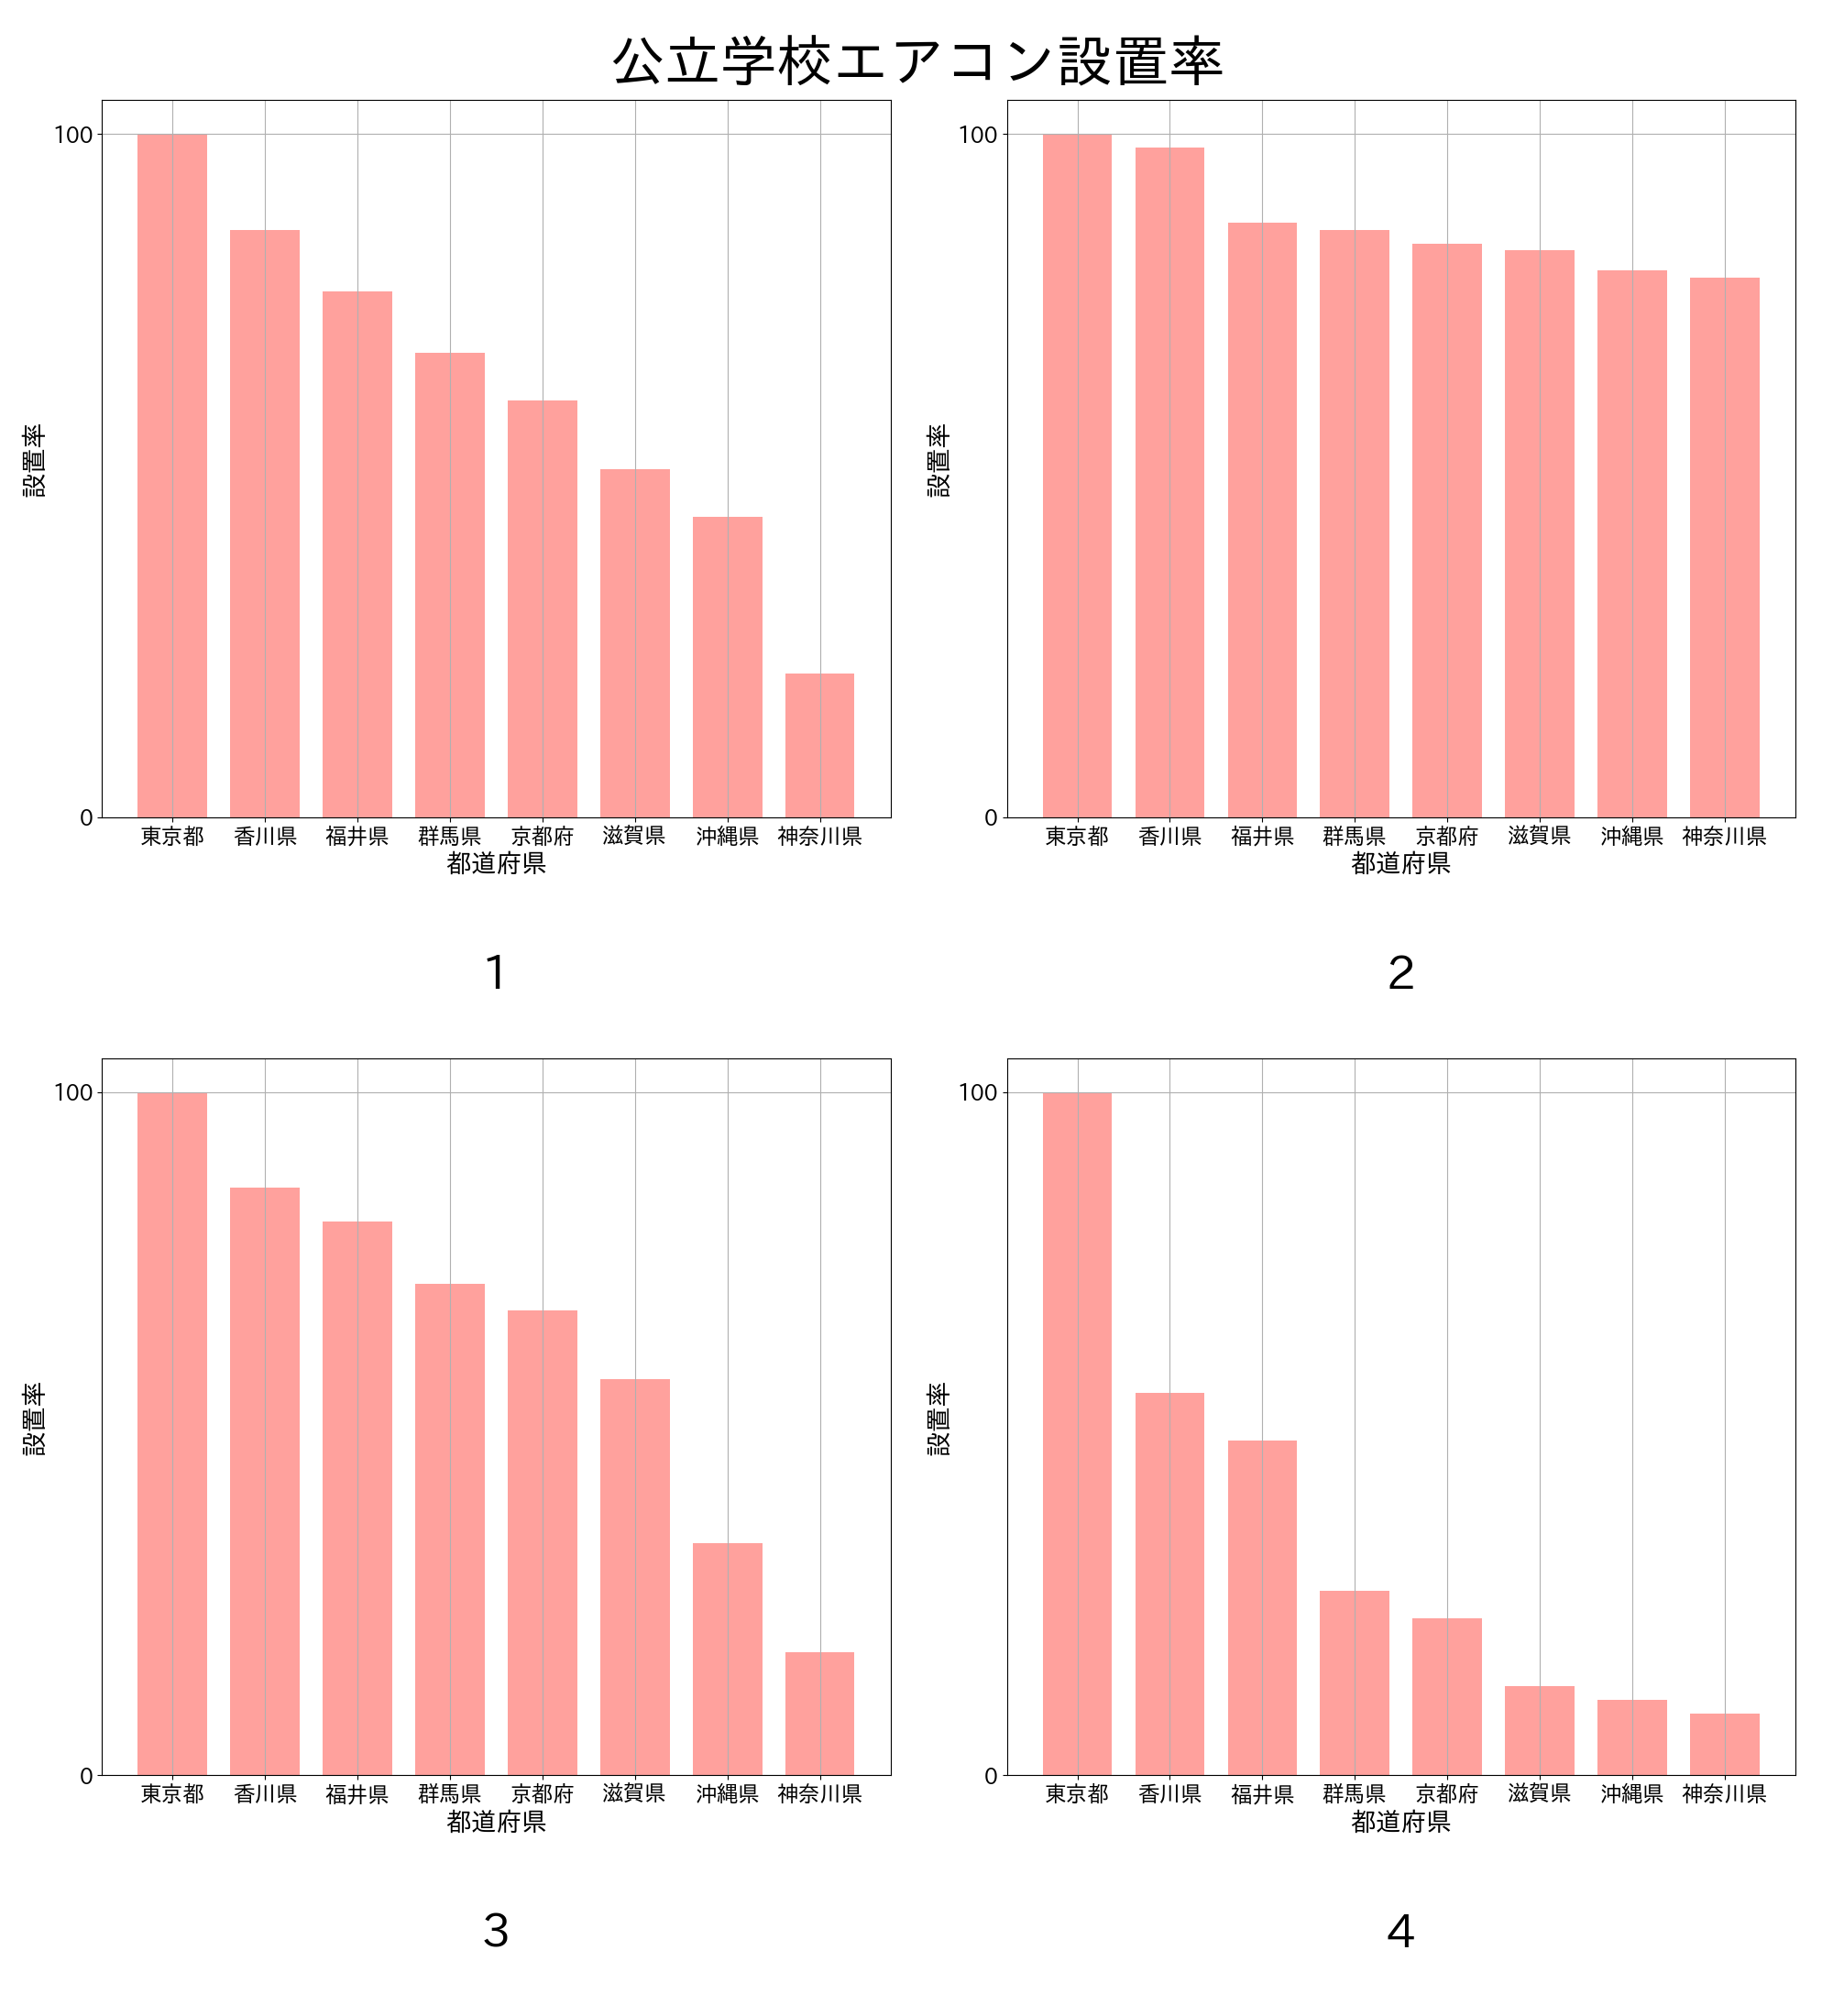 公立学校エアコン設置率
100
設置率
0
東京都 香川県 福井県 群馬県 京都府 滋賀県 沖縄県 神奈川県
都道府県
1
100
設置率
0
東京都 香川県 福井県 群馬県 京都府 滋賀県 沖縄県 神奈川県
都道府県
2
100
設置率
0
東京都 香川県 福井県 群馬県 京都府 滋賀県 沖縄県 神奈川県
都道府県
3
100
設置率
0
東京都 香川県 福井県 群馬県 京都府 滋賀県 沖縄県 神奈川県
都道府県
4